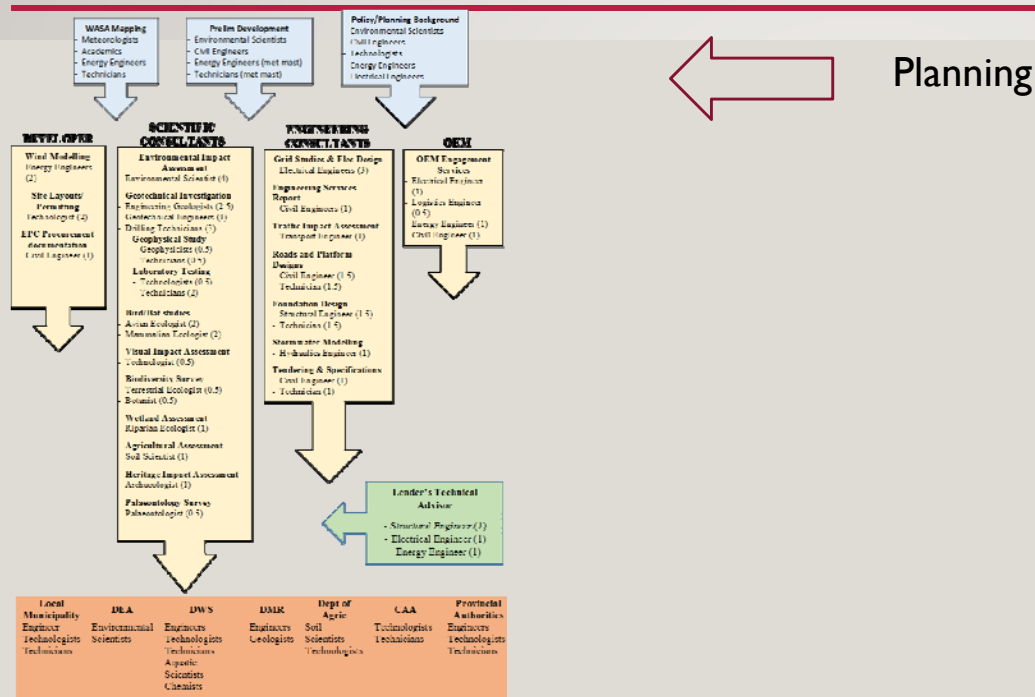 WASA Mapping
- Meteorologists
- Academics
- Energy Engineers
- Technicians
Prelim Development
- Environmental Scientists
- Civil Engineers
- Energy Engineers (met mast)
- Technicians (met mast)
Policy/Planning Background
Environmental Scientists
Civil Engineers
Technologists
Energy Engineers
Electrical Engineers
Planning
DEVELOPER
Wind Modelling
Energy Engineers
(2)
Site Layouts/
Permitting
Technologist (2)
EPC Procurement
documentation
Civil Engineer (1)
SCIENTIFIC
CONSULTANTS
Environmental Impact
Assessment
Environmental Scientist (4)
Geotechnical Investigation
- Engineering Geologists (2.5)
- Geotechnical Engineers (1)
- Drilling Technicians (3)
Geophysical Study
- Geophysicists (0.5)
Technicians (0.5)
Laboratory Testing
- Technologists (0.5)
Technicians (2)
Bird/Bat studies
- Avian Ecologist (2)
- Mammalian Ecologist (2)
Visual Impact Assessment
- Technologist (0.5)
Biodiversity Survey
Terrestrial Ecologist (0.5)
- Botanist (0.5)
Wetland Assessment
Riparian Ecologist (1)
Agricultural Assessment
Soil Scientist (1)
Heritage Impact Assessment
Archaeologist (1)
Palaeontology Survey
Palaeontologist (0.5)
ENGINEERING
CONSULTANTS
Grid Studies & Elec Design
Electrical Engineers (3)
Engineering Services
Report
Civil Engineers (1)
Traffic Impact Assessment
Transport Engineer (1)
Roads and Platform
Designs
Civil Engineer (1.5)
Technician (1.5)
Foundation Design
Structural Engineer (1.5)
- Technician (1.5)
Stormwater Modelling
- Hydraulics Engineer (1)
Tendering & Specifications
Civil Engineer (1)
- Technician (1)
OEM
OEM Engagement
Services
- Electrical Engineer
(1)
- Logistics Engineer
(0.5)
Energy Engineer (1)
Civil Engineer (1)
Lender's Technical
Advisor
- Structural Engineer (1)
- Electrical Engineer (1)
Energy Engineer (1)
Local
Municipality
Engineer
Technologists
Technicians
DEA
Environmental
Scientists
DWS
Engineers
Technologists
Technicians
Aquatic
Scientists
Chemists
DMR
Engineers
Geologists
Dept of
Agric
Soil
Scientists
Technologists
CAA
Technologists
Technicians
Provincial
Authorities
Engineers
Technologists
Technicians